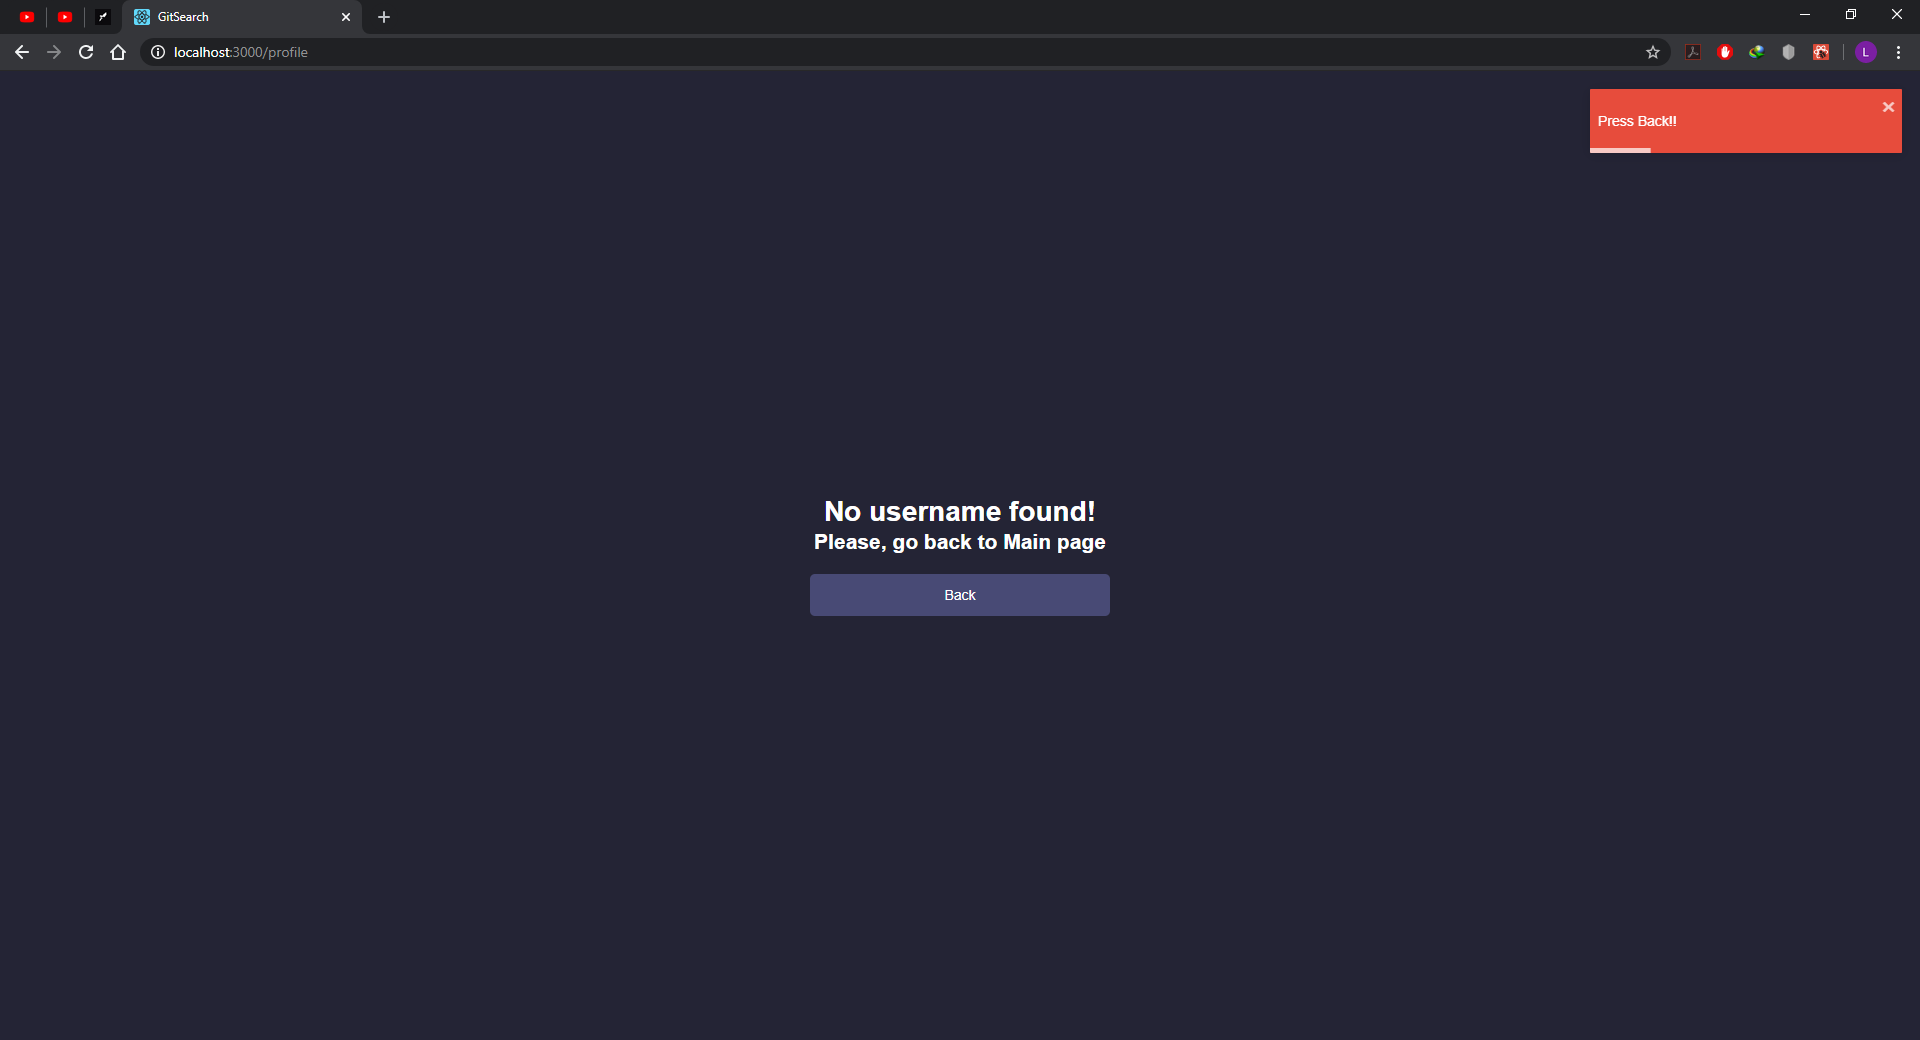 GitSearch
localhost:3000/profile
L
Press Back!!
No username found!
Please, go back to Main page
Back